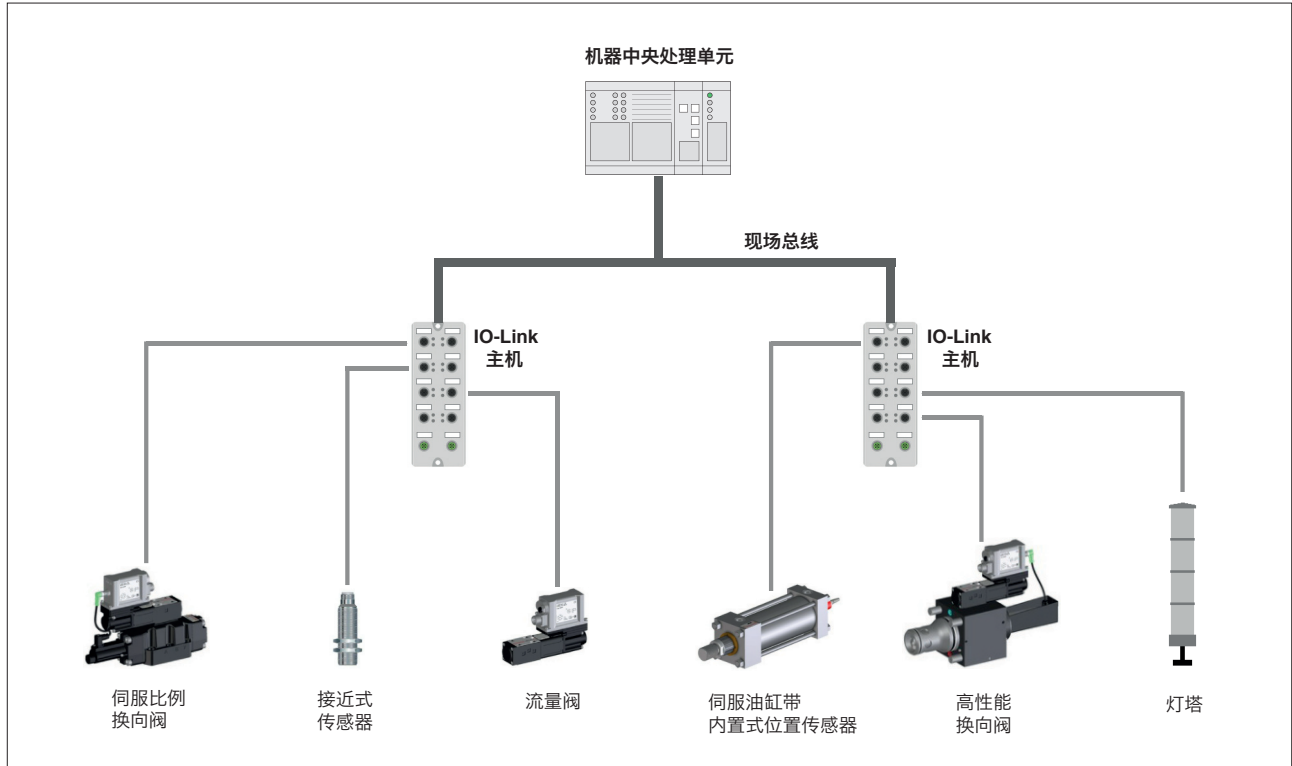 机器中央处理单元
现场总线
IO-Link
主机
IO-Link
主机
伺服比例
换向阀
接近式
传感器
流量阀
伺服油缸带
内置式位置传感器
高性能
换向阀
灯塔